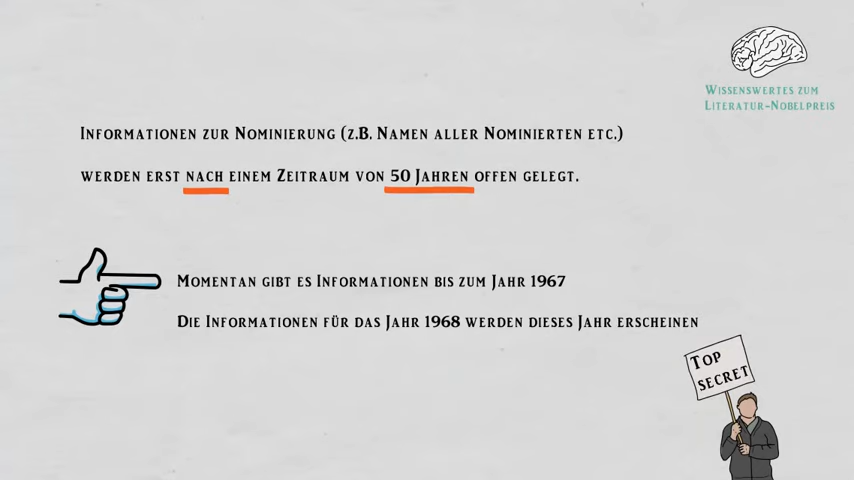 Wissenswertes zum
Literatur-Nobelpreis
Informationen zur Nominierung (z.B. Namen aller Nominierten etc.)
werden erst nach einem Zeitraum von 50 Jahren offen gelegt.
Momentan gibt es Informationen bis zum Jahr 1967
Die Informationen für das Jahr 1968 werden dieses Jahr erscheinen
Top
secret